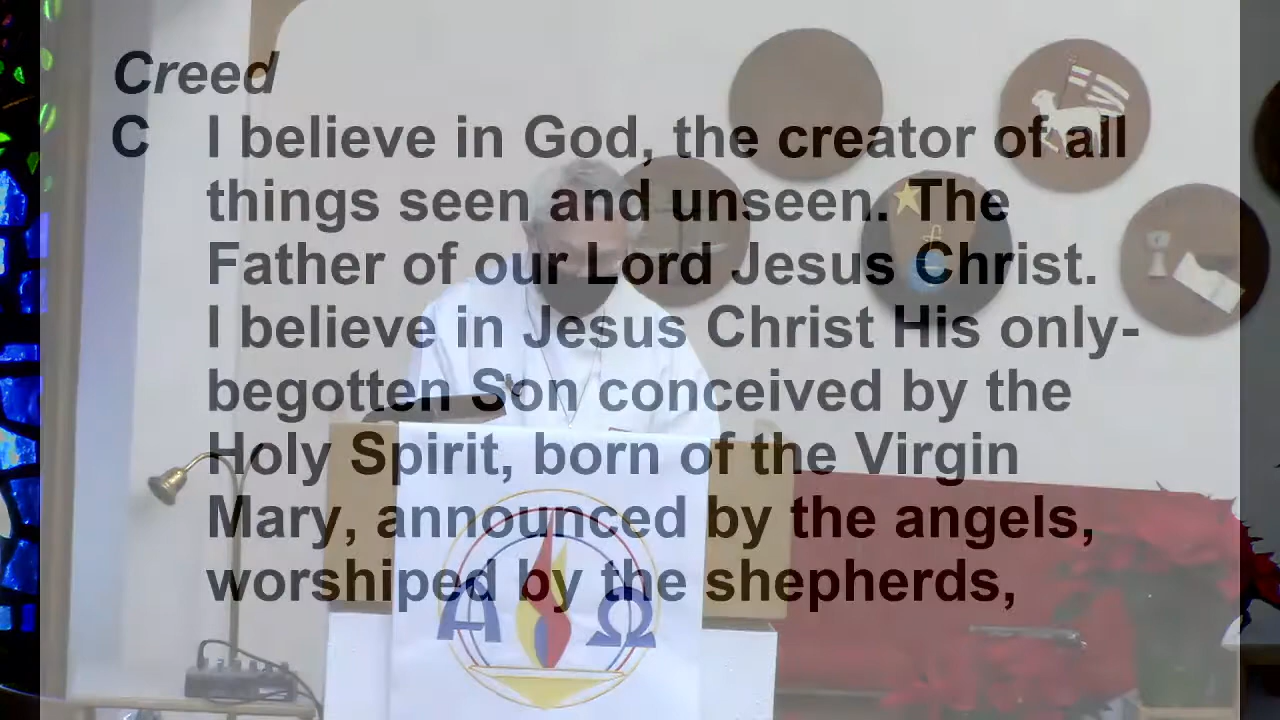 Creed
C I believe in God, the creator of all
things seen and unseen. The
Father of our Lord Jesus Christ.
I believe in Jesus Christ His only-
begotten Son conceived by the
Holy Spirit, born of the Virgin
Mary, announced by the angels,
worshiped by the shepherds,
Α Ω